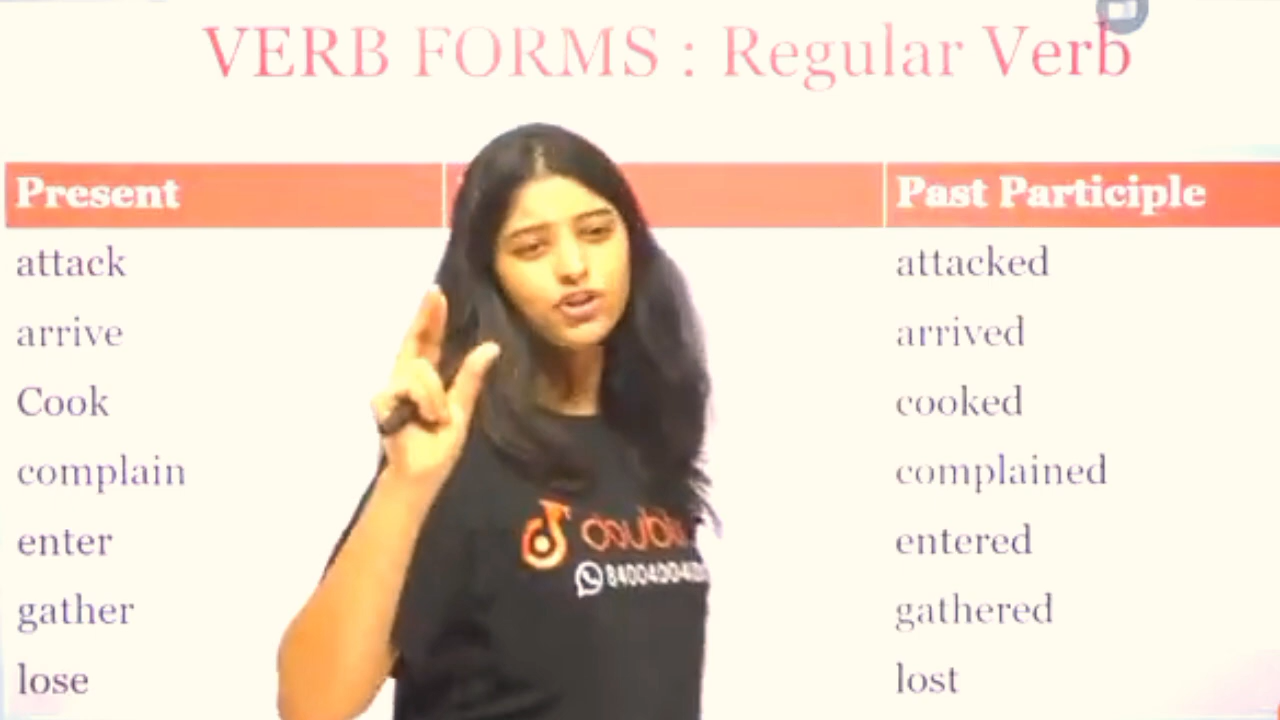 VERB FORMS : Regular Verb
Present Past Participle
attack attacked
arrive arrived
Cook cooked
complain complained
enter entered
gather gathered
lose lost